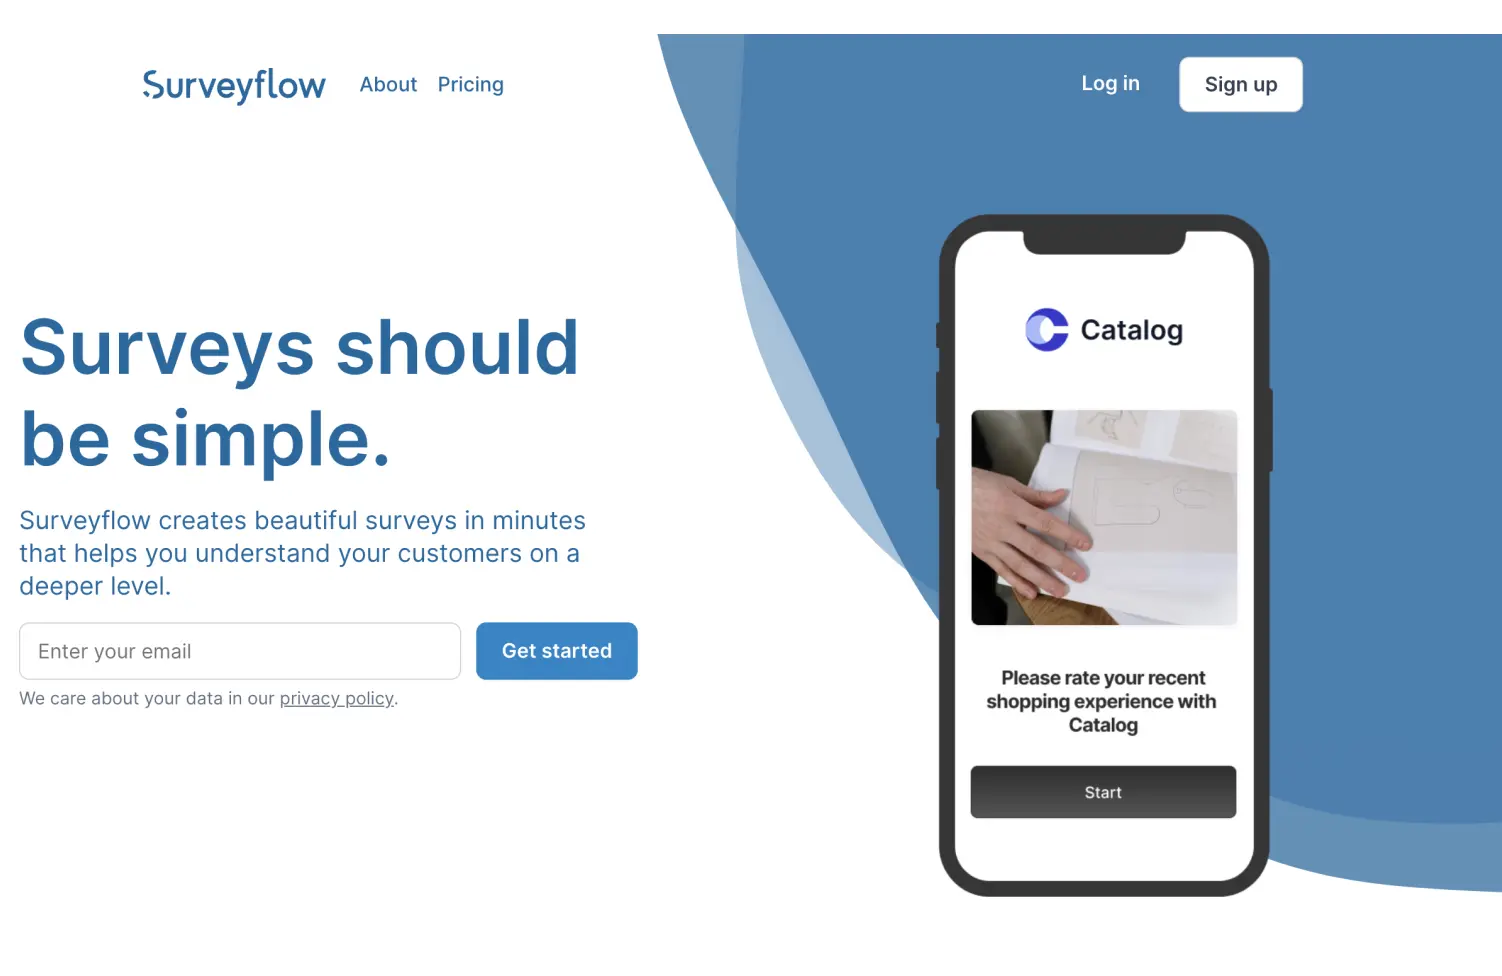 Surveyflow About Pricing Log in Sign up
Surveys should
be simple.
Surveyflow creates beautiful surveys in minutes
that helps you understand your customers on a
deeper level.
Enter your email Get started
We care about your data in our privacy policy.
Catalog
Please rate your recent
shopping experience with
Catalog
Start